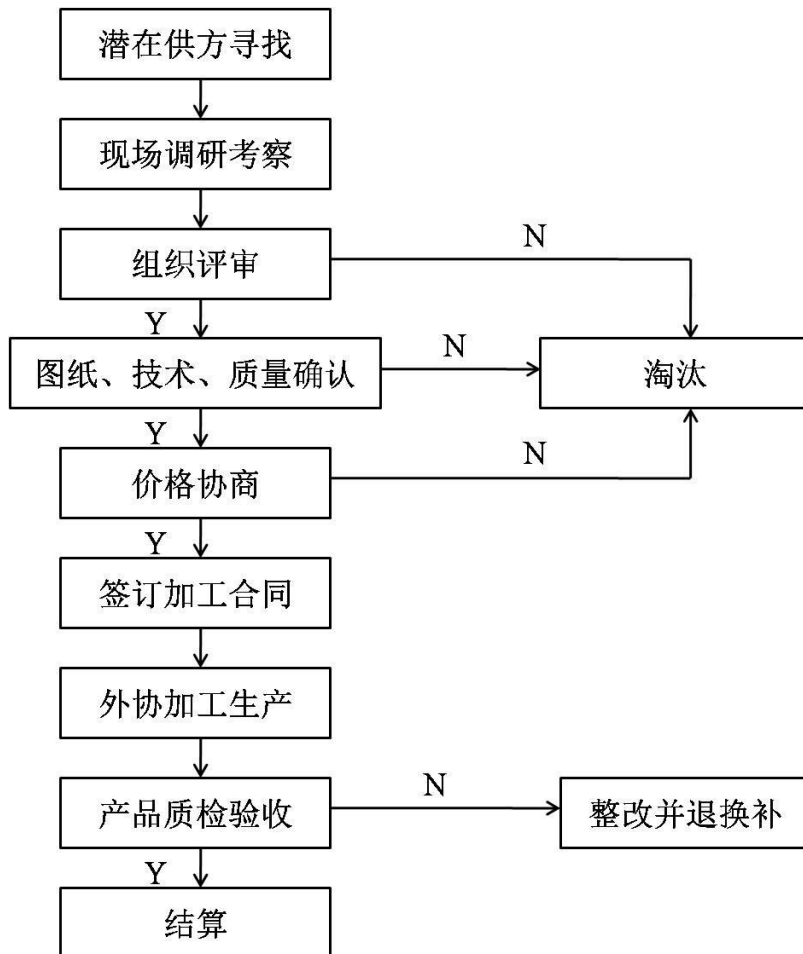 潜在供方寻找
现场调研考察
组织评审
N
Y
图纸、技术、质量确认
N
淘汰
Y
价格协商
N
Y
签订加工合同
外协加工生产
产品质检验收
N
整改并退换补
Y
结算